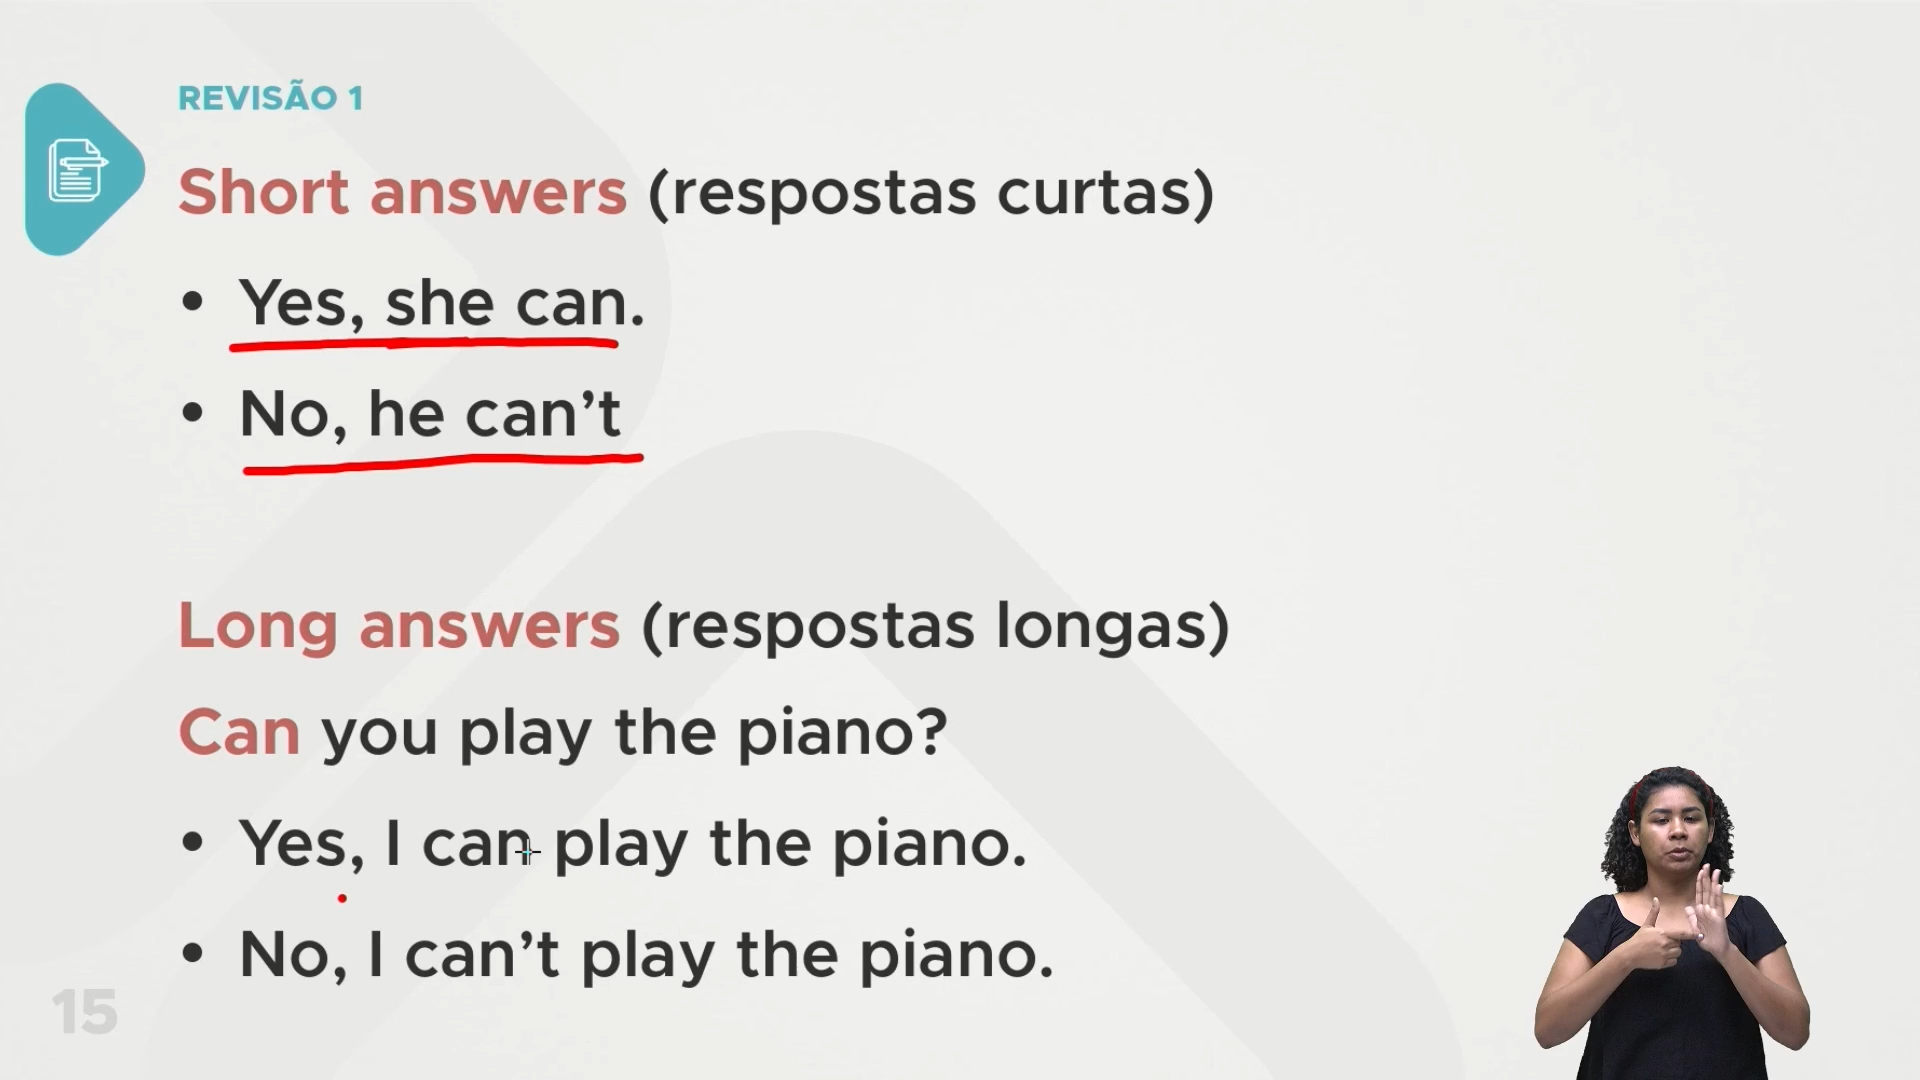 REVISÃO 1
Short answers (respostas curtas)
• Yes, she can.
• No, he can’t
Long answers (respostas longas)
Can you play the piano?
• Yes, I can play the piano.
• No, I can’t play the piano.
15